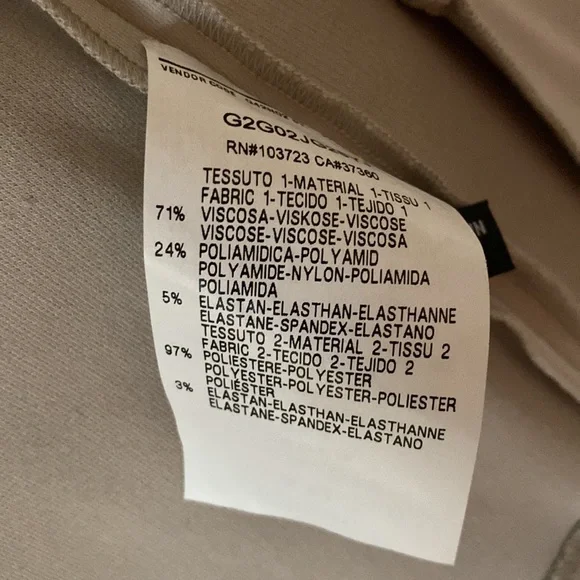 VENDOR CODE
RN#103723 CA#37360
TESSUTO 1-MATERIAL 1-TISSU 1
FABRIC 1-TECIDO 1-TEJIDO 1
71% VISCOSA-VISKOSE-VISCOSE
VISCOSE-VISCOSE-VISCOSA
24% POLIAMIDICA-POLYAMID
POLYAMIDE-NYLON-POLIAMIDA
POLIAMIDA
5% ELASTAN-ELASTHAN-ELASTHANNE
ELASTANE-SPANDEX-ELASTANO
TESSUTO 2-MATERIAL 2-TISSU 2
FABRIC 2-TECIDO 2-TEJIDO 2
97% POLIESTERE-POLYESTER
POLYESTER-POLYESTER-POLIESTER
POLIÉSTER
3% ELASTAN-ELASTHAN-ELASTHANNE
ELASTANE-SPANDEX-ELASTANO